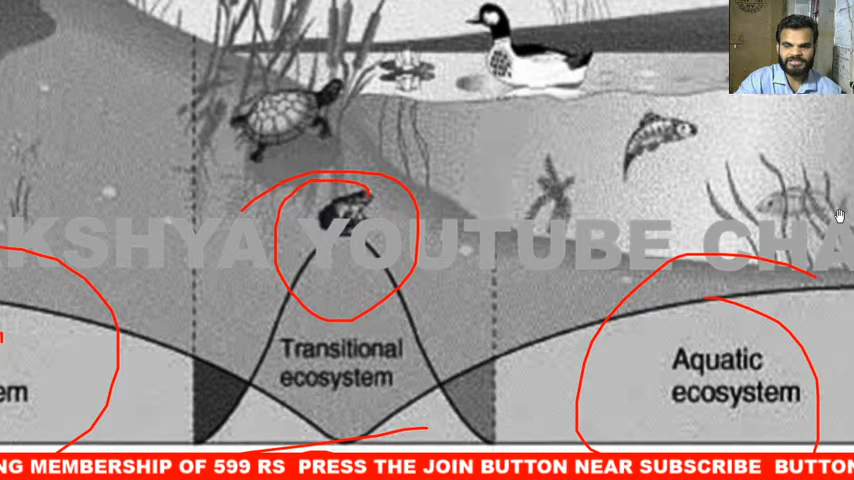 AKSHYA YOUTUBE CHA
Transitional
ecosystem
Aquatic
ecosystem
em
NG MEMBERSHIP OF 599 RS PRESS THE JOIN BUTTON NEAR SUBSCRIBE BUTTON